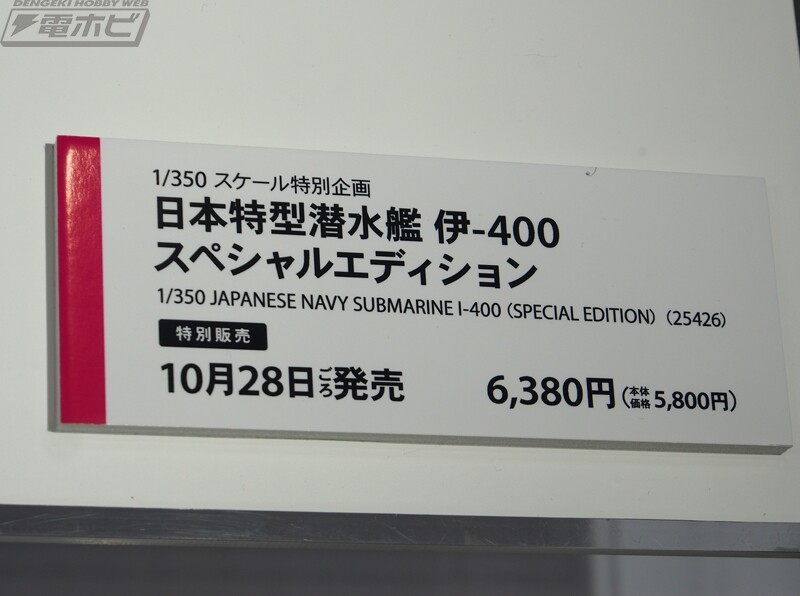 DENGEKI HOBBY WEB
電ホビ
1/350 スケール特別企画
日本特型潜水艦 伊-400
スペシャルエディション
1/350 JAPANESE NAVY SUBMARINE I-400 (SPECIAL EDITION) (25426)
特別販売
10月28日ごろ発売 6,380円(本体価格5,800円)